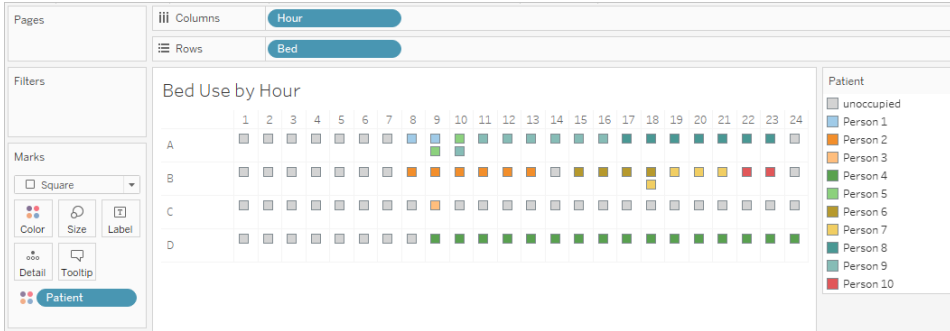 Pages
Columns
Hour
Rows
Bed
Filters
Marks
Square
Color
Size
Label
Detail
Tooltip
Patient
Bed Use by Hour
1 2 3 4 5 6 7 8 9 10 11 12 13 14 15 16 17 18 19 20 21 22 23 24
A
B
C
D
Patient
unoccupied
Person 1
Person 2
Person 3
Person 4
Person 5
Person 6
Person 7
Person 8
Person 9
Person 10